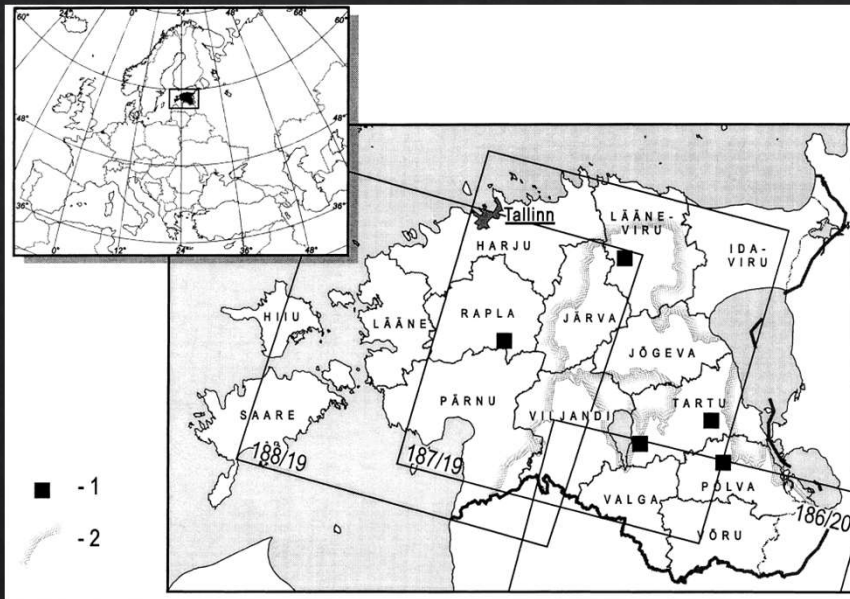 60°
24°
24°
60°
48°
48°
36°
36°
0°
12°
24°
36°
48°
Tallinn
HARJU
LÄÄNE-
VIRU
IDA-
VIRU
HIIU
LÄÄNE
RAPLA
JÄRVA
JÕGEVA
SAARE
PÄRNU
VILJANDI
TARTU
188/19
187/19
VALGA
PÕLVA
186/20
VÕRU
- 1
- 2